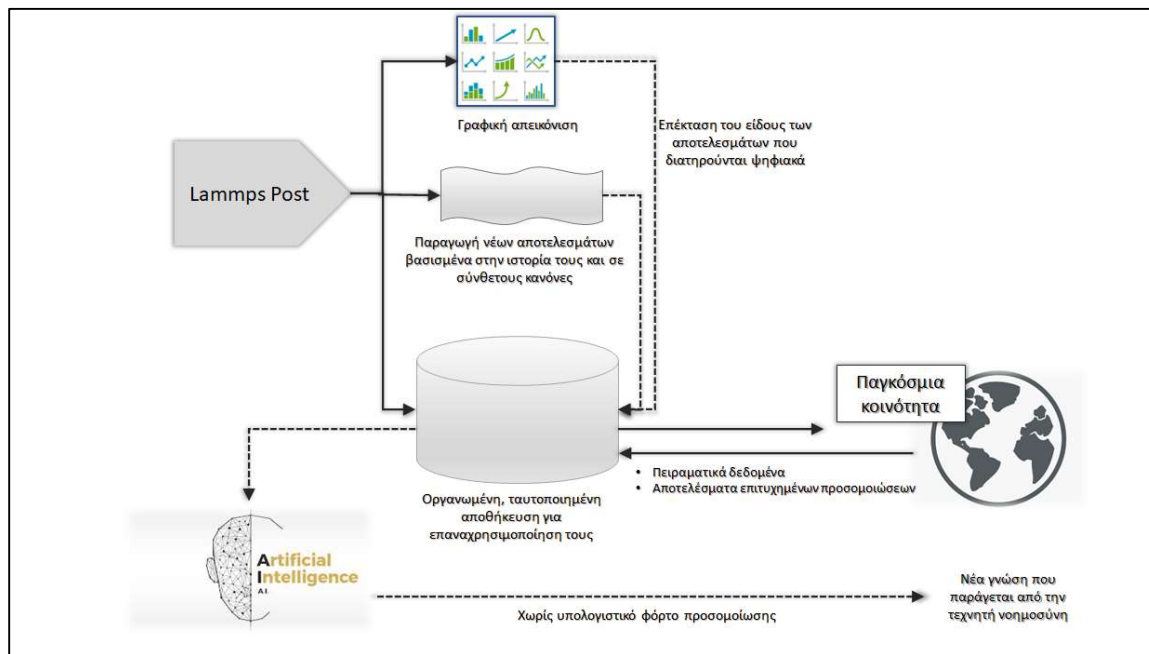 Γραφική απεικόνιση
Επέκταση του είδους των
αποτελεσμάτων που
διατηρούνται ψηφιακά
Lammps Post
Παραγωγή νέων αποτελεσμάτων
βασισμένα στην ιστορία τους και σε
σύνθετους κανόνες
Παγκόσμια
κοινότητα
• Πειραματικά δεδομένα
• Αποτελέσματα επιτυχημένων προσομοιώσεων
Οργανωμένη, ταυτοποιημένη
αποθήκευση για
επαναχρησιμοποίηση τους
Artificial
Intelligence
A.I.
Χωρίς υπολογιστικό φόρτο προσομοίωσης
Νέα γνώση που
παράγεται από την
τεχνητή νοημοσύνη